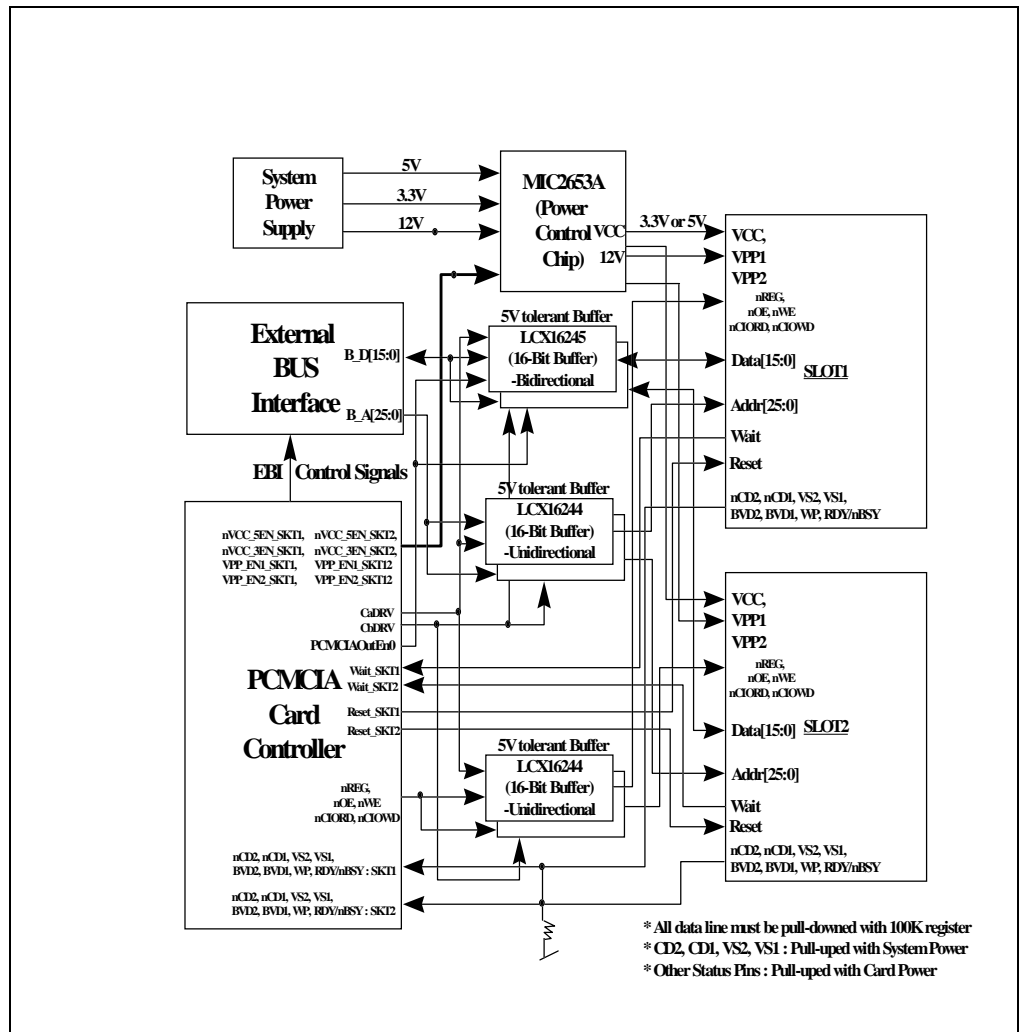 System
Power
Supply
5V
3.3V
12V
MIC2653A
(Power
Control
Chip)
VCC
12V
3.3V or 5V
VCC,
VPP1
VPP2
nREG,
nOE, nWE
nCIORD, nCIOWD
Data[15:0]
SLOT1
Addr[25:0]
Wait
Reset
nCD2, nCD1, VS2, VS1,
BVD2, BVD1, WP, RDY/nBSY
External
BUS
Interface
B_D[15:0]
B_A[25:0]
5V tolerant Buffer
LCX16245
(16-Bit Buffer)
-Bidirectional
EBI Control Signals
5V tolerant Buffer
LCX16244
(16-Bit Buffer)
-Unidirectional
nVCC_5EN_SKT1, nVCC_5EN_SKT2,
nVCC_3EN_SKT1, nVCC_3EN_SKT2,
VPP_EN1_SKT1, VPP_EN1_SKT12
VPP_EN2_SKT1, VPP_EN2_SKT12
CaDRV
CbDRV
PCMCIAOutEn0
Wait_SKT1
Wait_SKT2
PCMCIA
Card
Controller
Reset_SKT1
Reset_SKT2
nREG,
nOE, nWE
nCIORD, nCIOWD
nCD2, nCD1, VS2, VS1,
BVD2, BVD1, WP, RDY/nBSY : SKT1
nCD2, nCD1, VS2, VS1,
BVD2, BVD1, WP, RDY/nBSY : SKT2
5V tolerant Buffer
LCX16244
(16-Bit Buffer)
-Unidirectional
VCC,
VPP1
VPP2
nREG,
nOE, nWE
nCIORD, nCIOWD
Data[15:0]
SLOT2
Addr[25:0]
Wait
Reset
nCD2, nCD1, VS2, VS1,
BVD2, BVD1, WP, RDY/nBSY
* All data line must be pull-downed with 100K register
* CD2, CD1, VS2, VS1 : Pull-uped with System Power
* Other Status Pins : Pull-uped with Card Power